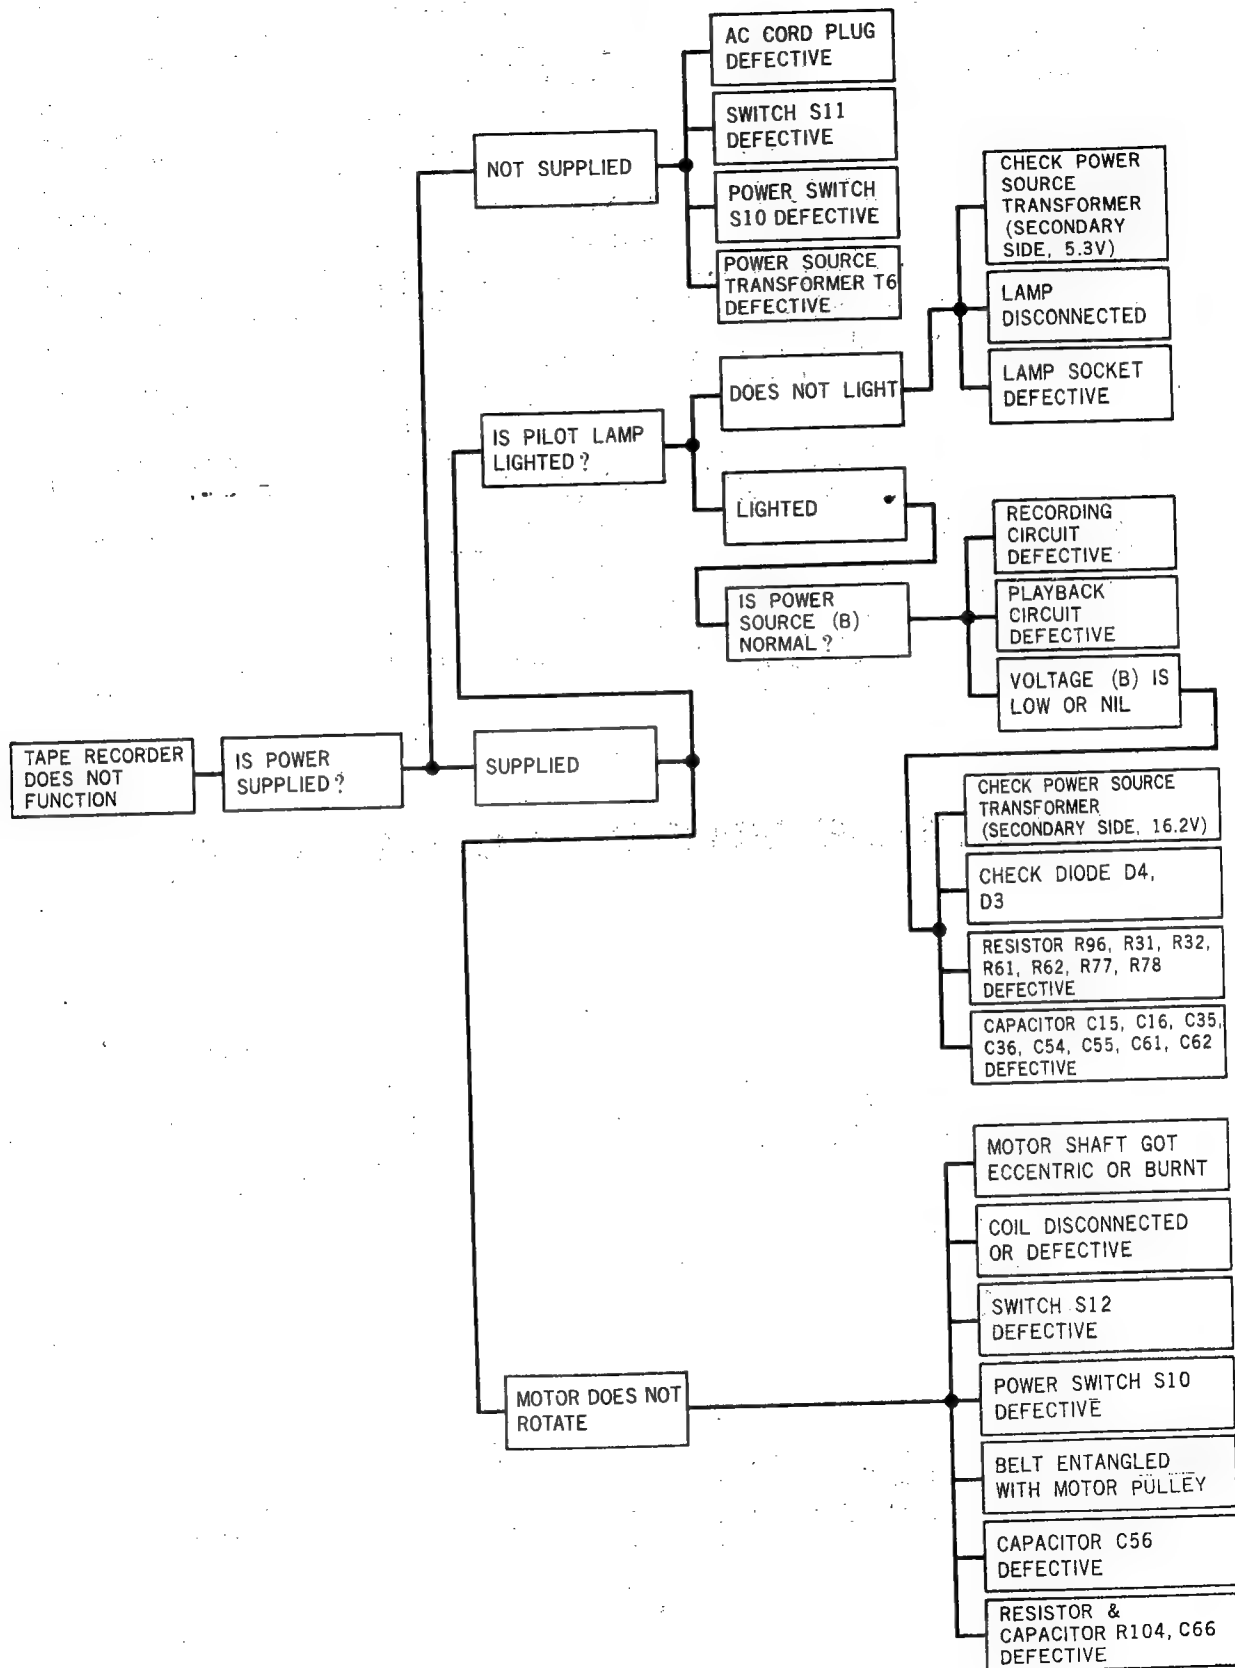 AC CORD PLUG
DEFECTIVE
SWITCH S11
DEFECTIVE
NOT SUPPLIED
POWER SWITCH
S10 DEFECTIVE
POWER SOURCE
TRANSFORMER T6
DEFECTIVE
CHECK POWER
SOURCE
TRANSFORMER
(SECONDARY
SIDE, 5.3V)
LAMP
DISCONNECTED
LAMP SOCKET
DEFECTIVE
DOES NOT LIGHT
IS PILOT LAMP
LIGHTED?
LIGHTED
RECORDING
CIRCUIT
DEFECTIVE
IS POWER
SOURCE (B)
NORMAL?
PLAYBACK
CIRCUIT
DEFECTIVE
VOLTAGE (B) IS
LOW OR NIL
TAPE RECORDER
DOES NOT
FUNCTION
IS POWER
SUPPLIED?
SUPPLIED
CHECK POWER SOURCE
TRANSFORMER
(SECONDARY SIDE, 16.2V)
CHECK DIODE D4,
D3
RESISTOR R96, R31, R32,
R61, R62, R77, R78
DEFECTIVE
CAPACITOR C15, C16, C35,
C36, C54, C55, C61, C62
DEFECTIVE
MOTOR SHAFT GOT
ECCENTRIC OR BURNT
COIL DISCONNECTED
OR DEFECTIVE
SWITCH S12
DEFECTIVE
MOTOR DOES NOT
ROTATE
POWER SWITCH S10
DEFECTIVE
BELT ENTANGLED
WITH MOTOR PULLEY
CAPACITOR C56
DEFECTIVE
RESISTOR &
CAPACITOR R104, C66
DEFECTIVE